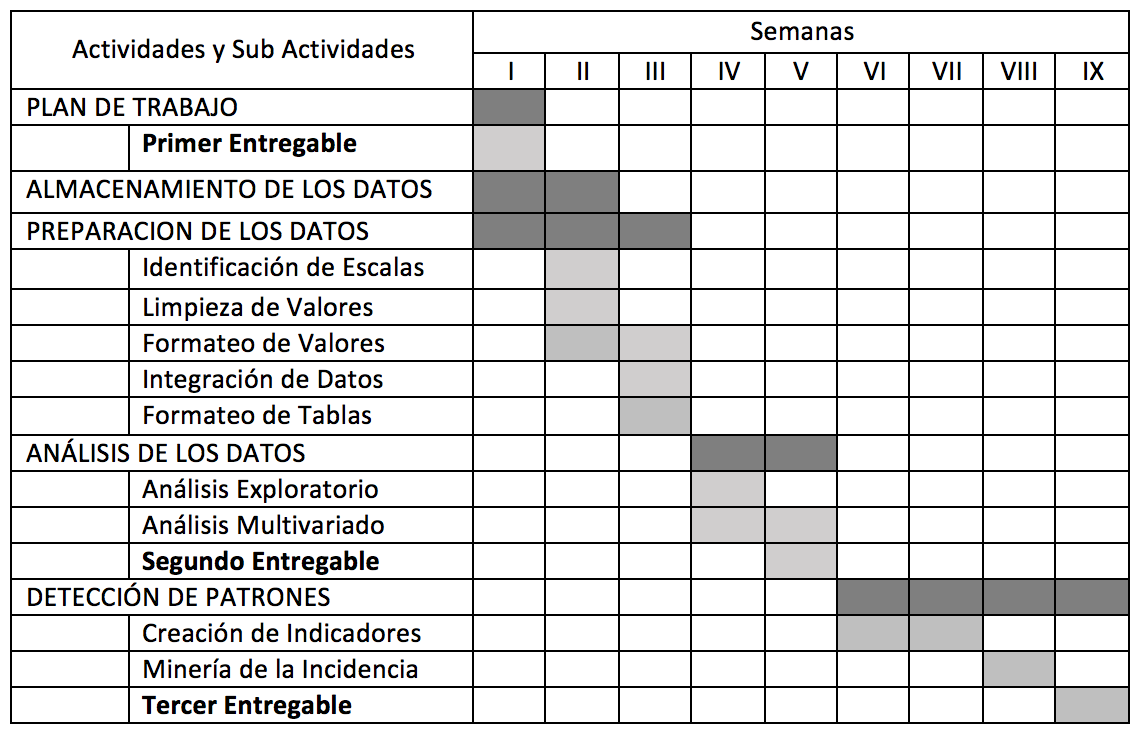 Actividades y Sub Actividades
Semanas
I II III IV V VI VII VIII IX
PLAN DE TRABAJO
Primer Entregable
ALMACENAMIENTO DE LOS DATOS
PREPARACION DE LOS DATOS
Identificación de Escalas
Limpieza de Valores
Formateo de Valores
Integración de Datos
Formateo de Tablas
ANÁLISIS DE LOS DATOS
Análisis Exploratorio
Análisis Multivariado
Segundo Entregable
DETECCIÓN DE PATRONES
Creación de Indicadores
Minería de la Incidencia
Tercer Entregable